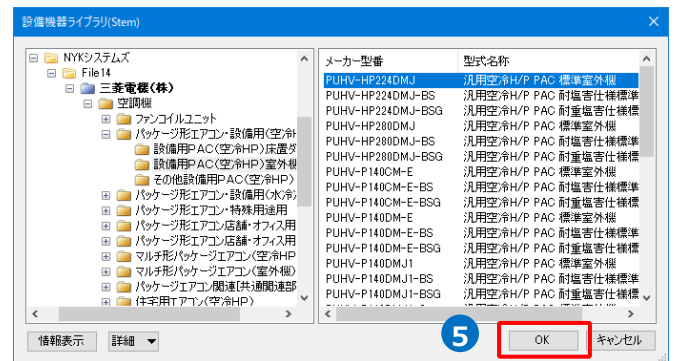 設備機器ライブラリ(Stem)
NYKシステムズ
File14
三菱電機(株)
空調機
ファンコイルユニット
パッケージ形エアコン・設備用(空冷H
設備用PAC(空冷HP)床置ダ
設備用PAC(空冷HP)室外機
その他設備用PAC(空冷HP)
パッケージ形エアコン・設備用(水冷
パッケージ形エアコン・特殊用途用
パッケージ形エアコン店舗・オフィス用
パッケージ形エアコン店舗・オフィス用
マルチ形パッケージエアコン(空冷HP
マルチ形パッケージエアコン(室外機)
パッケージエアコン関連[共通関連部
住宅用エアコン(空冷HP)
メーカー型番 型式名称
PUHV-HP224DMJ 汎用空冷H/P PAC 標準室外機
PUHV-HP224DMJ-BS 汎用空冷H/P PAC 耐塩害仕様標準
PUHV-HP224DMJ-BSG 汎用空冷H/P PAC 耐重塩害仕様標
PUHV-HP280DMJ 汎用空冷H/P PAC 標準室外機
PUHV-HP280DMJ-BS 汎用空冷H/P PAC 耐塩害仕様標準
PUHV-HP280DMJ-BSG 汎用空冷H/P PAC 耐重塩害仕様標
PUHV-P140CM-E 汎用空冷H/P PAC 標準室外機
PUHV-P140CM-E-BS 汎用空冷H/P PAC 耐塩害仕様標準
PUHV-P140CM-E-BSG 汎用空冷H/P PAC 耐重塩害仕様標
PUHV-P140DM-E 汎用空冷H/P PAC 標準室外機
PUHV-P140DM-E-BS 汎用空冷H/P PAC 耐塩害仕様標準
PUHV-P140DM-E-BSG 汎用空冷H/P PAC 耐重塩害仕様標
PUHV-P140DMJ1 汎用空冷H/P PAC 標準室外機
PUHV-P140DMJ1-BS 汎用空冷H/P PAC 耐塩害仕様標準
PUHV-P140DMJ1-BSG 汎用空冷H/P PAC 耐重塩害仕様標
情報表示 詳細 5 OK キャンセル